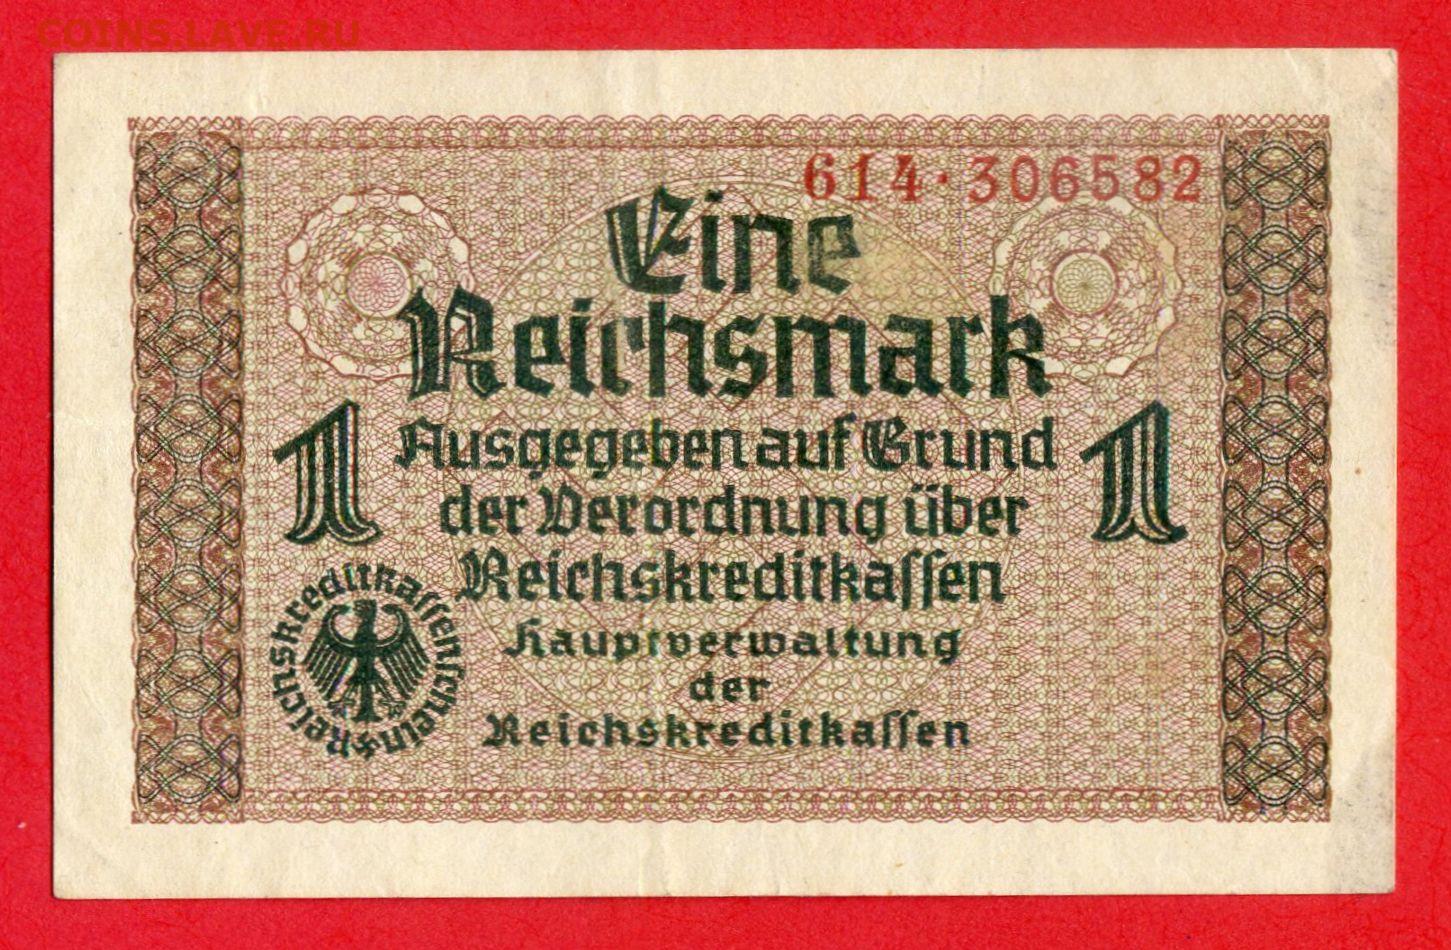 COINS.LAVE.RU
614·306582
Eine
Reichsmark
1
Ausgegeben auf Grund
der Verordnung über
Reichskreditkaſſen
1
Hauptverwaltung
der
Reichskreditkaſſen
Reichskreditkaſſenſchein